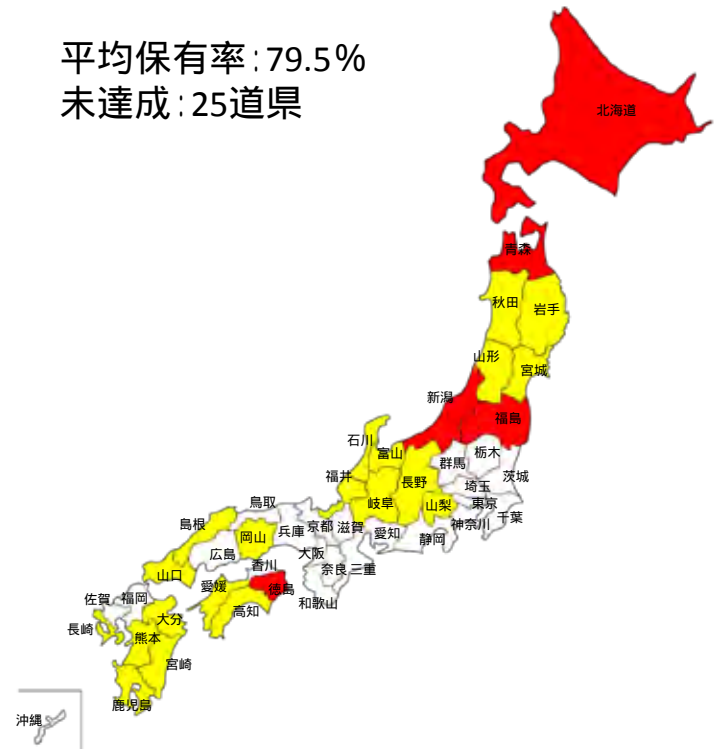 平均保有率：79.5％
未達成：25道県
北海道
青森
秋田
岩手
山形
宮城
新潟
福島
石川
富山
群馬
栃木
福井
長野
茨城
埼玉
岐阜
山梨
東京
千葉
神奈川
鳥取
島根
兵庫
京都
滋賀
愛知
静岡
岡山
広島
大阪
香川
奈良
三重
山口
愛媛
徳島
和歌山
佐賀
福岡
高知
大分
長崎
熊本
宮崎
鹿児島
沖縄